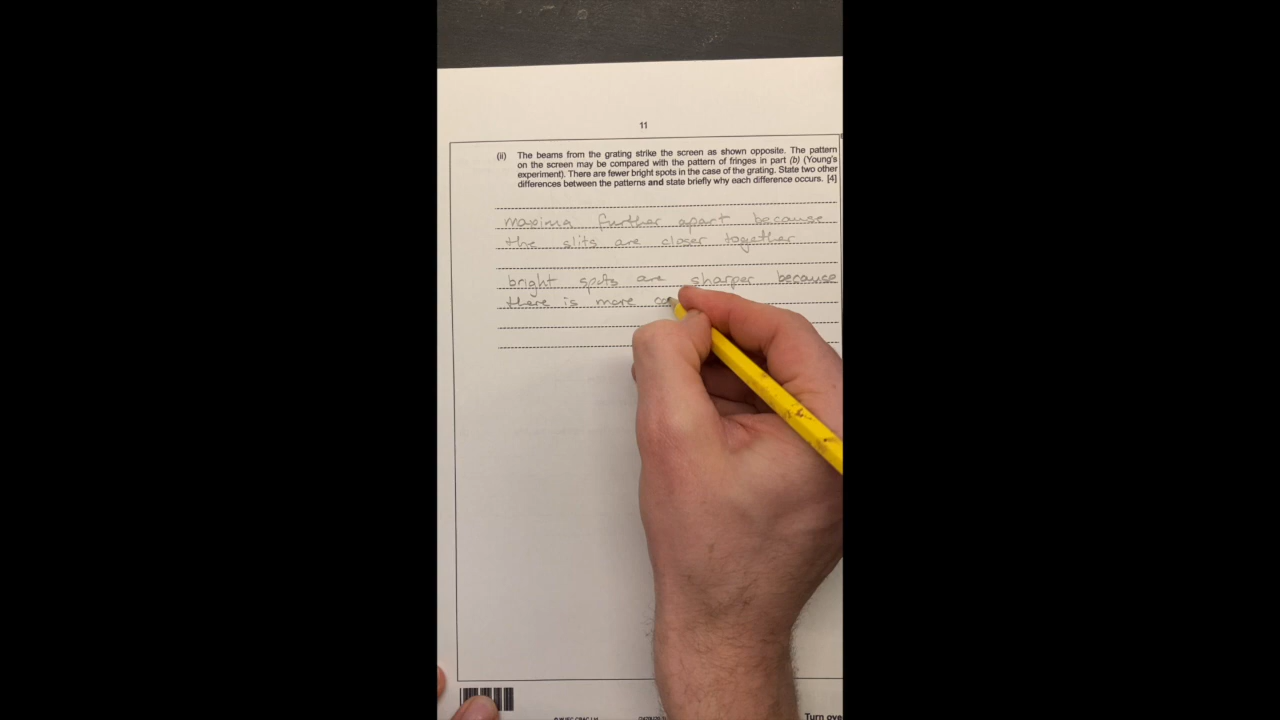 11
(ii) The beams from the grating strike the screen as shown opposite. The pattern
on the screen may be compared with the pattern of fringes in part (b) (Young's
experiment). There are fewer bright spots in the case of the grating. State two other
differences between the patterns and state briefly why each difference occurs. [4]
maxima further apart because
the slits are closer together
bright spots are sharper because
there is more
Turn over